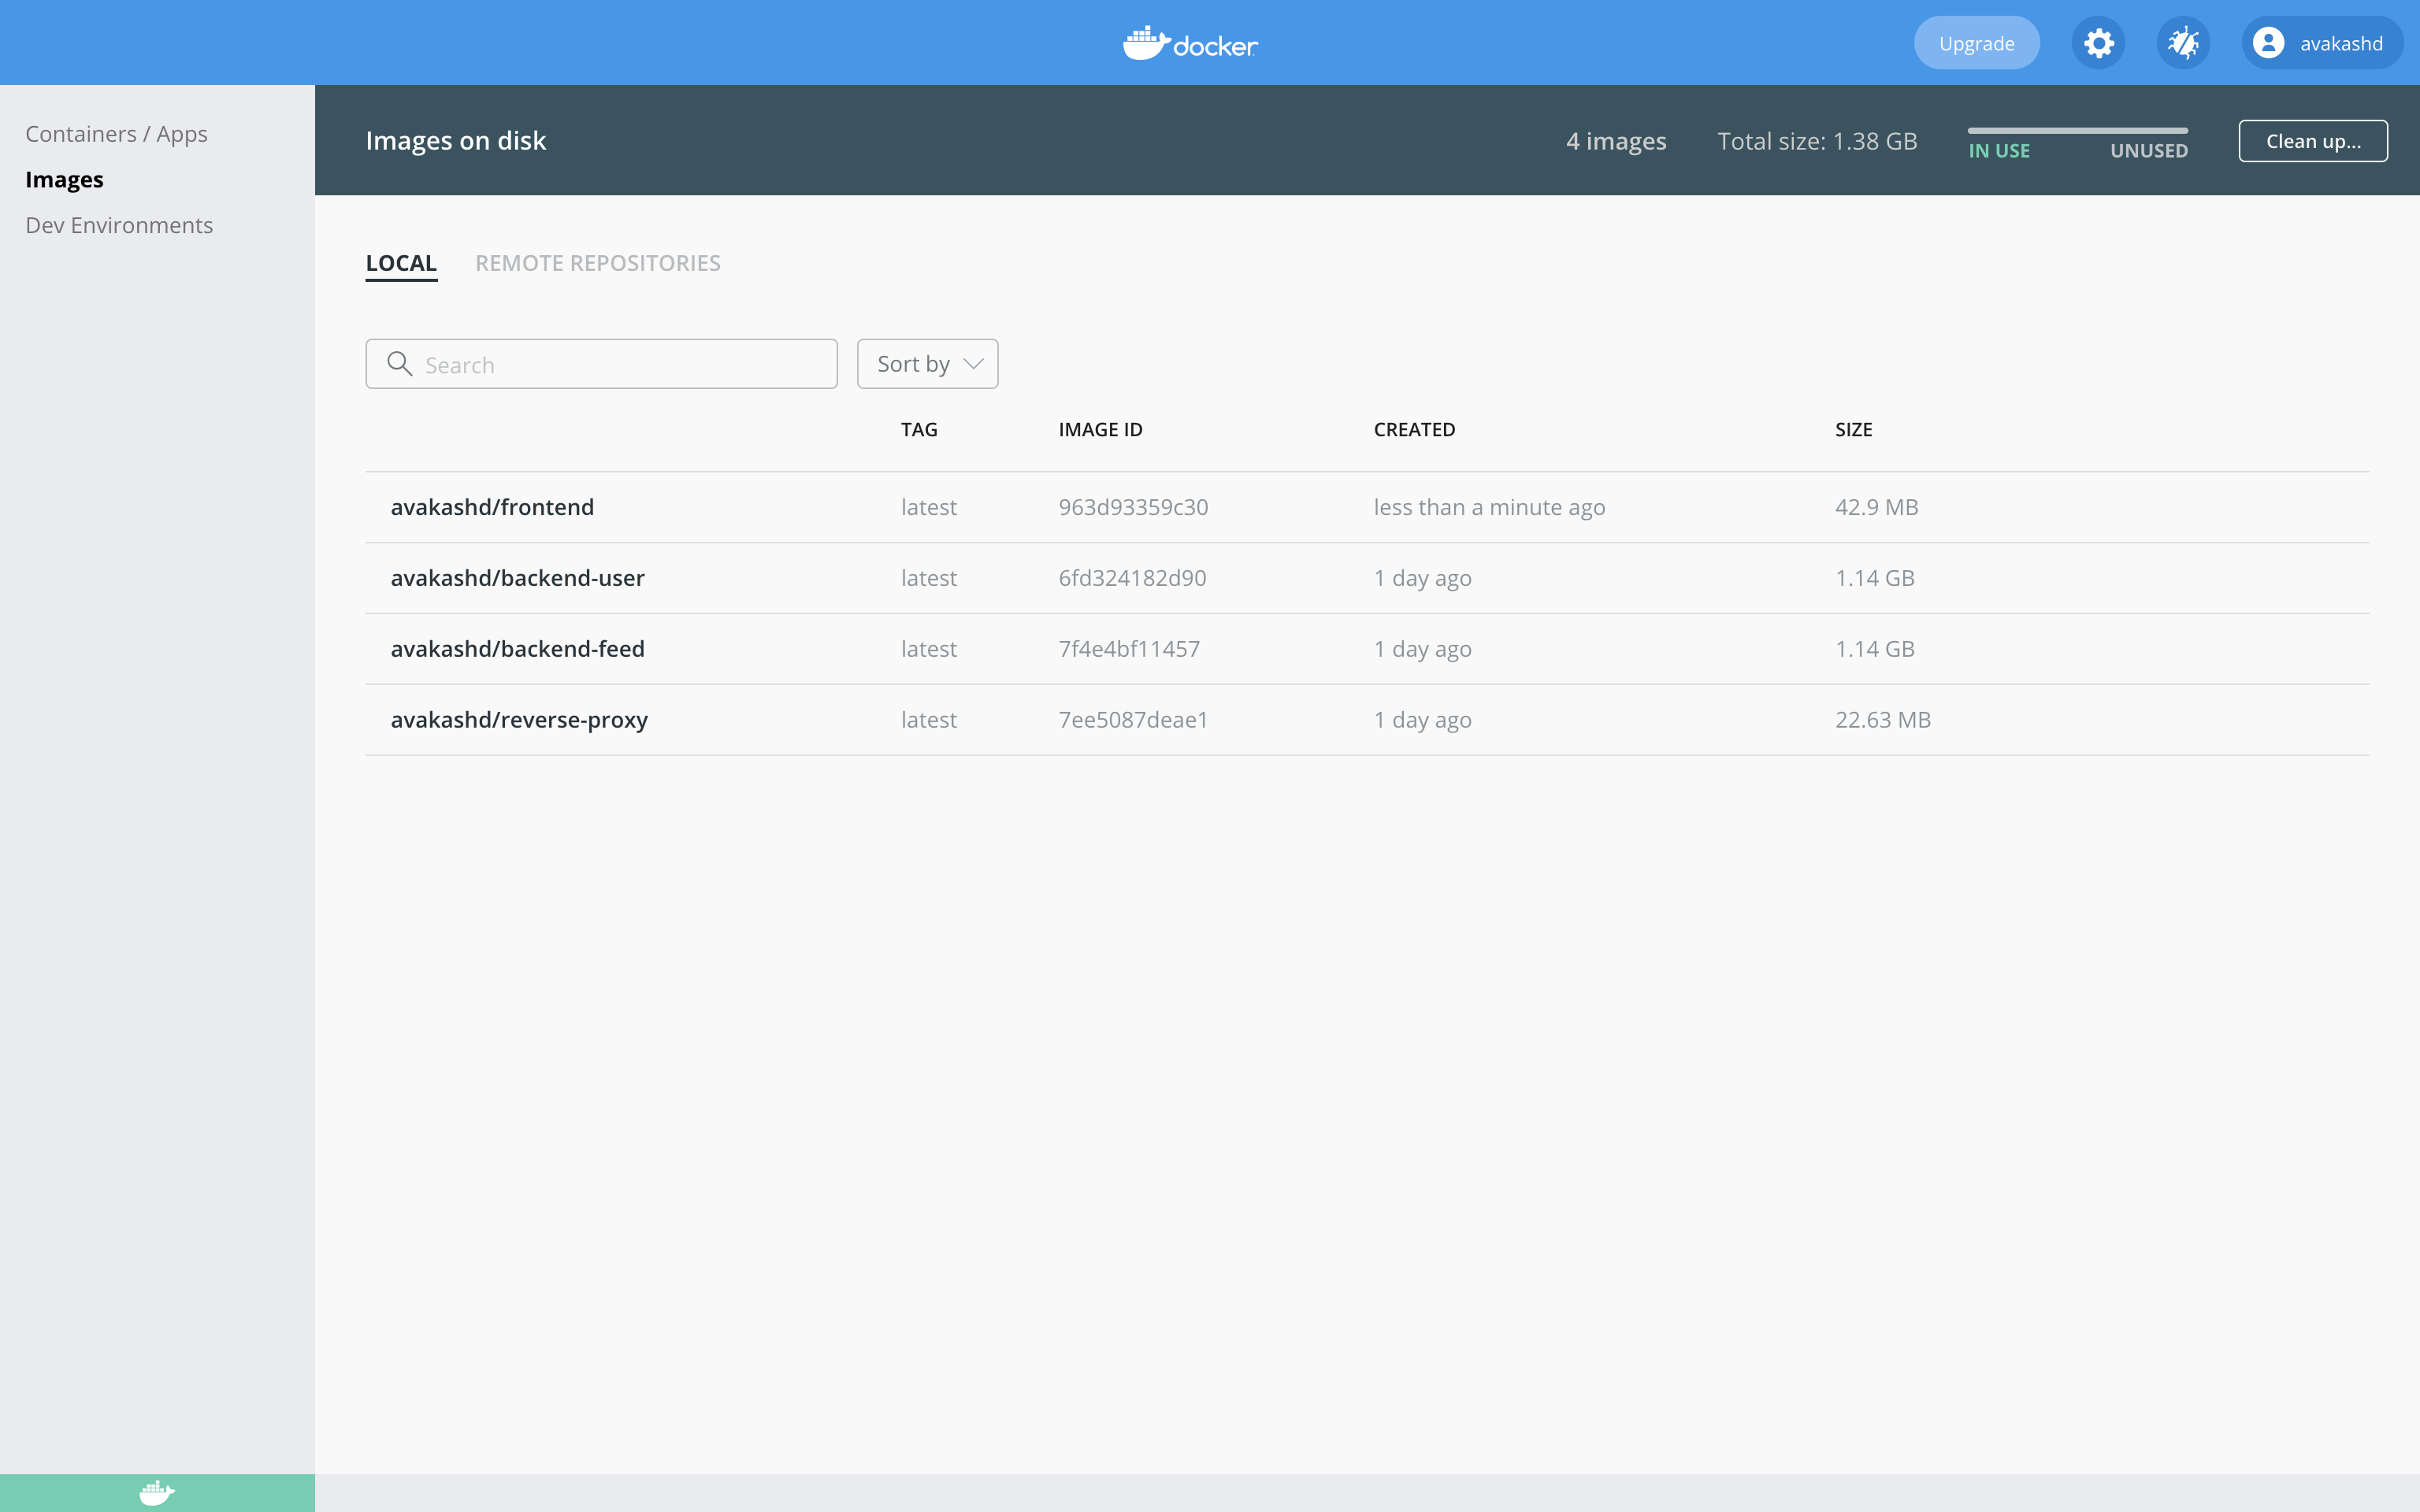 docker
Upgrade
avakashd
Containers / Apps
Images
Dev Environments
Images on disk
4 images
Total size: 1.38 GB
IN USE
UNUSED
Clean up...
LOCAL
REMOTE REPOSITORIES
Search
Sort by
TAG IMAGE ID CREATED SIZE
avakashd/frontend latest 963d93359c30 less than a minute ago 42.9 MB
avakashd/backend-user latest 6fd324182d90 1 day ago 1.14 GB
avakashd/backend-feed latest 7f4e4bf11457 1 day ago 1.14 GB
avakashd/reverse-proxy latest 7ee5087deae1 1 day ago 22.63 MB